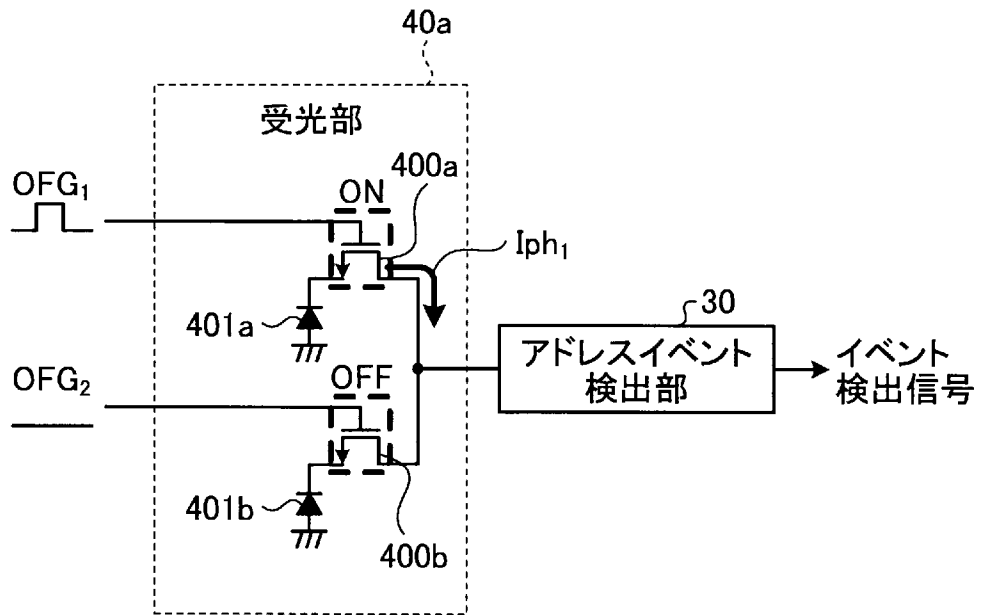 40a
受光部
400a
OFG₁
ON
Iph₁
401a
30
アドレスイベント
検出部
イベント
検出信号
OFG₂
OFF
401b
400b